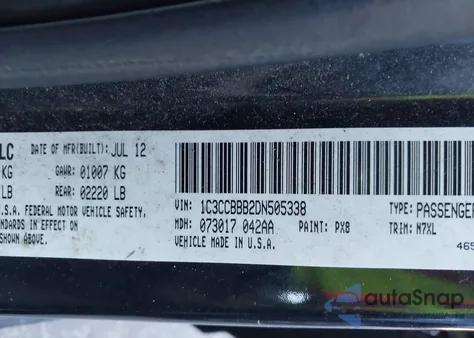 LC DATE OF MFR(BUILT): JUL 12
KG GAWR: 01007 KG
LB REAR: 02220 LB
.S.A. FEDERAL MOTOR VEHICLE SAFETY,
TANDARDS IN EFFECT ON
SHOWN ABOVE.
VIN: 1C3CCBBB2DN505338 TYPE: PASSENGER
MDH: 073017 042AA PAINT: PX8 TRIM: N7XL
VEHICLE MADE IN U.S.A.
465
autoSnap